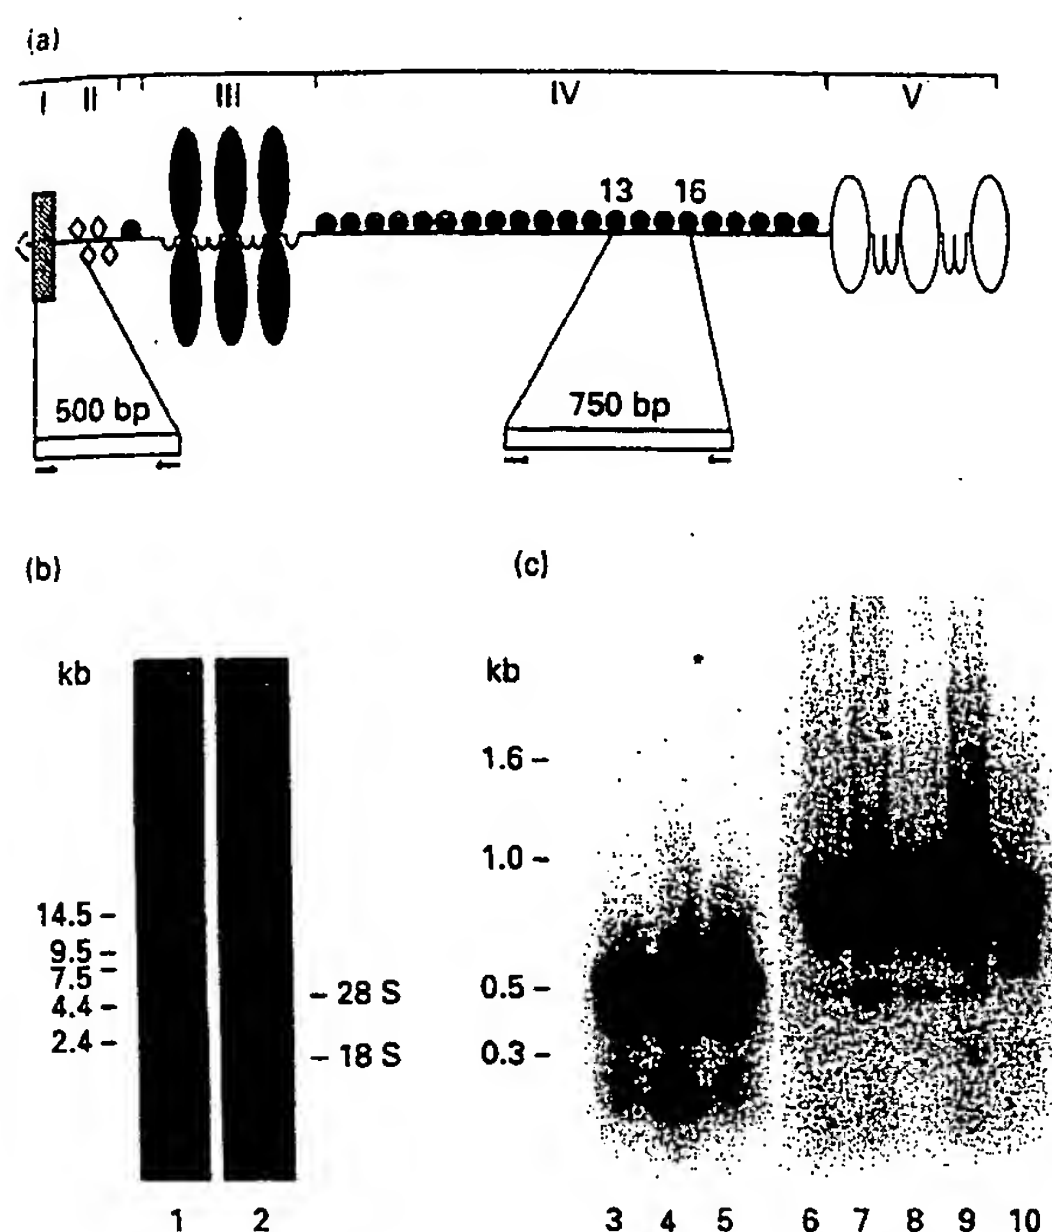 (a)
I II III IV V
13 16
500 bp 750 bp
(b) (c)
kb kb
1.6 –
1.0 –
14.5 –
9.5 –
7.5 –
4.4 –
2.4 –
– 28 S
– 18 S
0.5 –
0.3 –
1 2 3 4 5 6 7 8 9 10